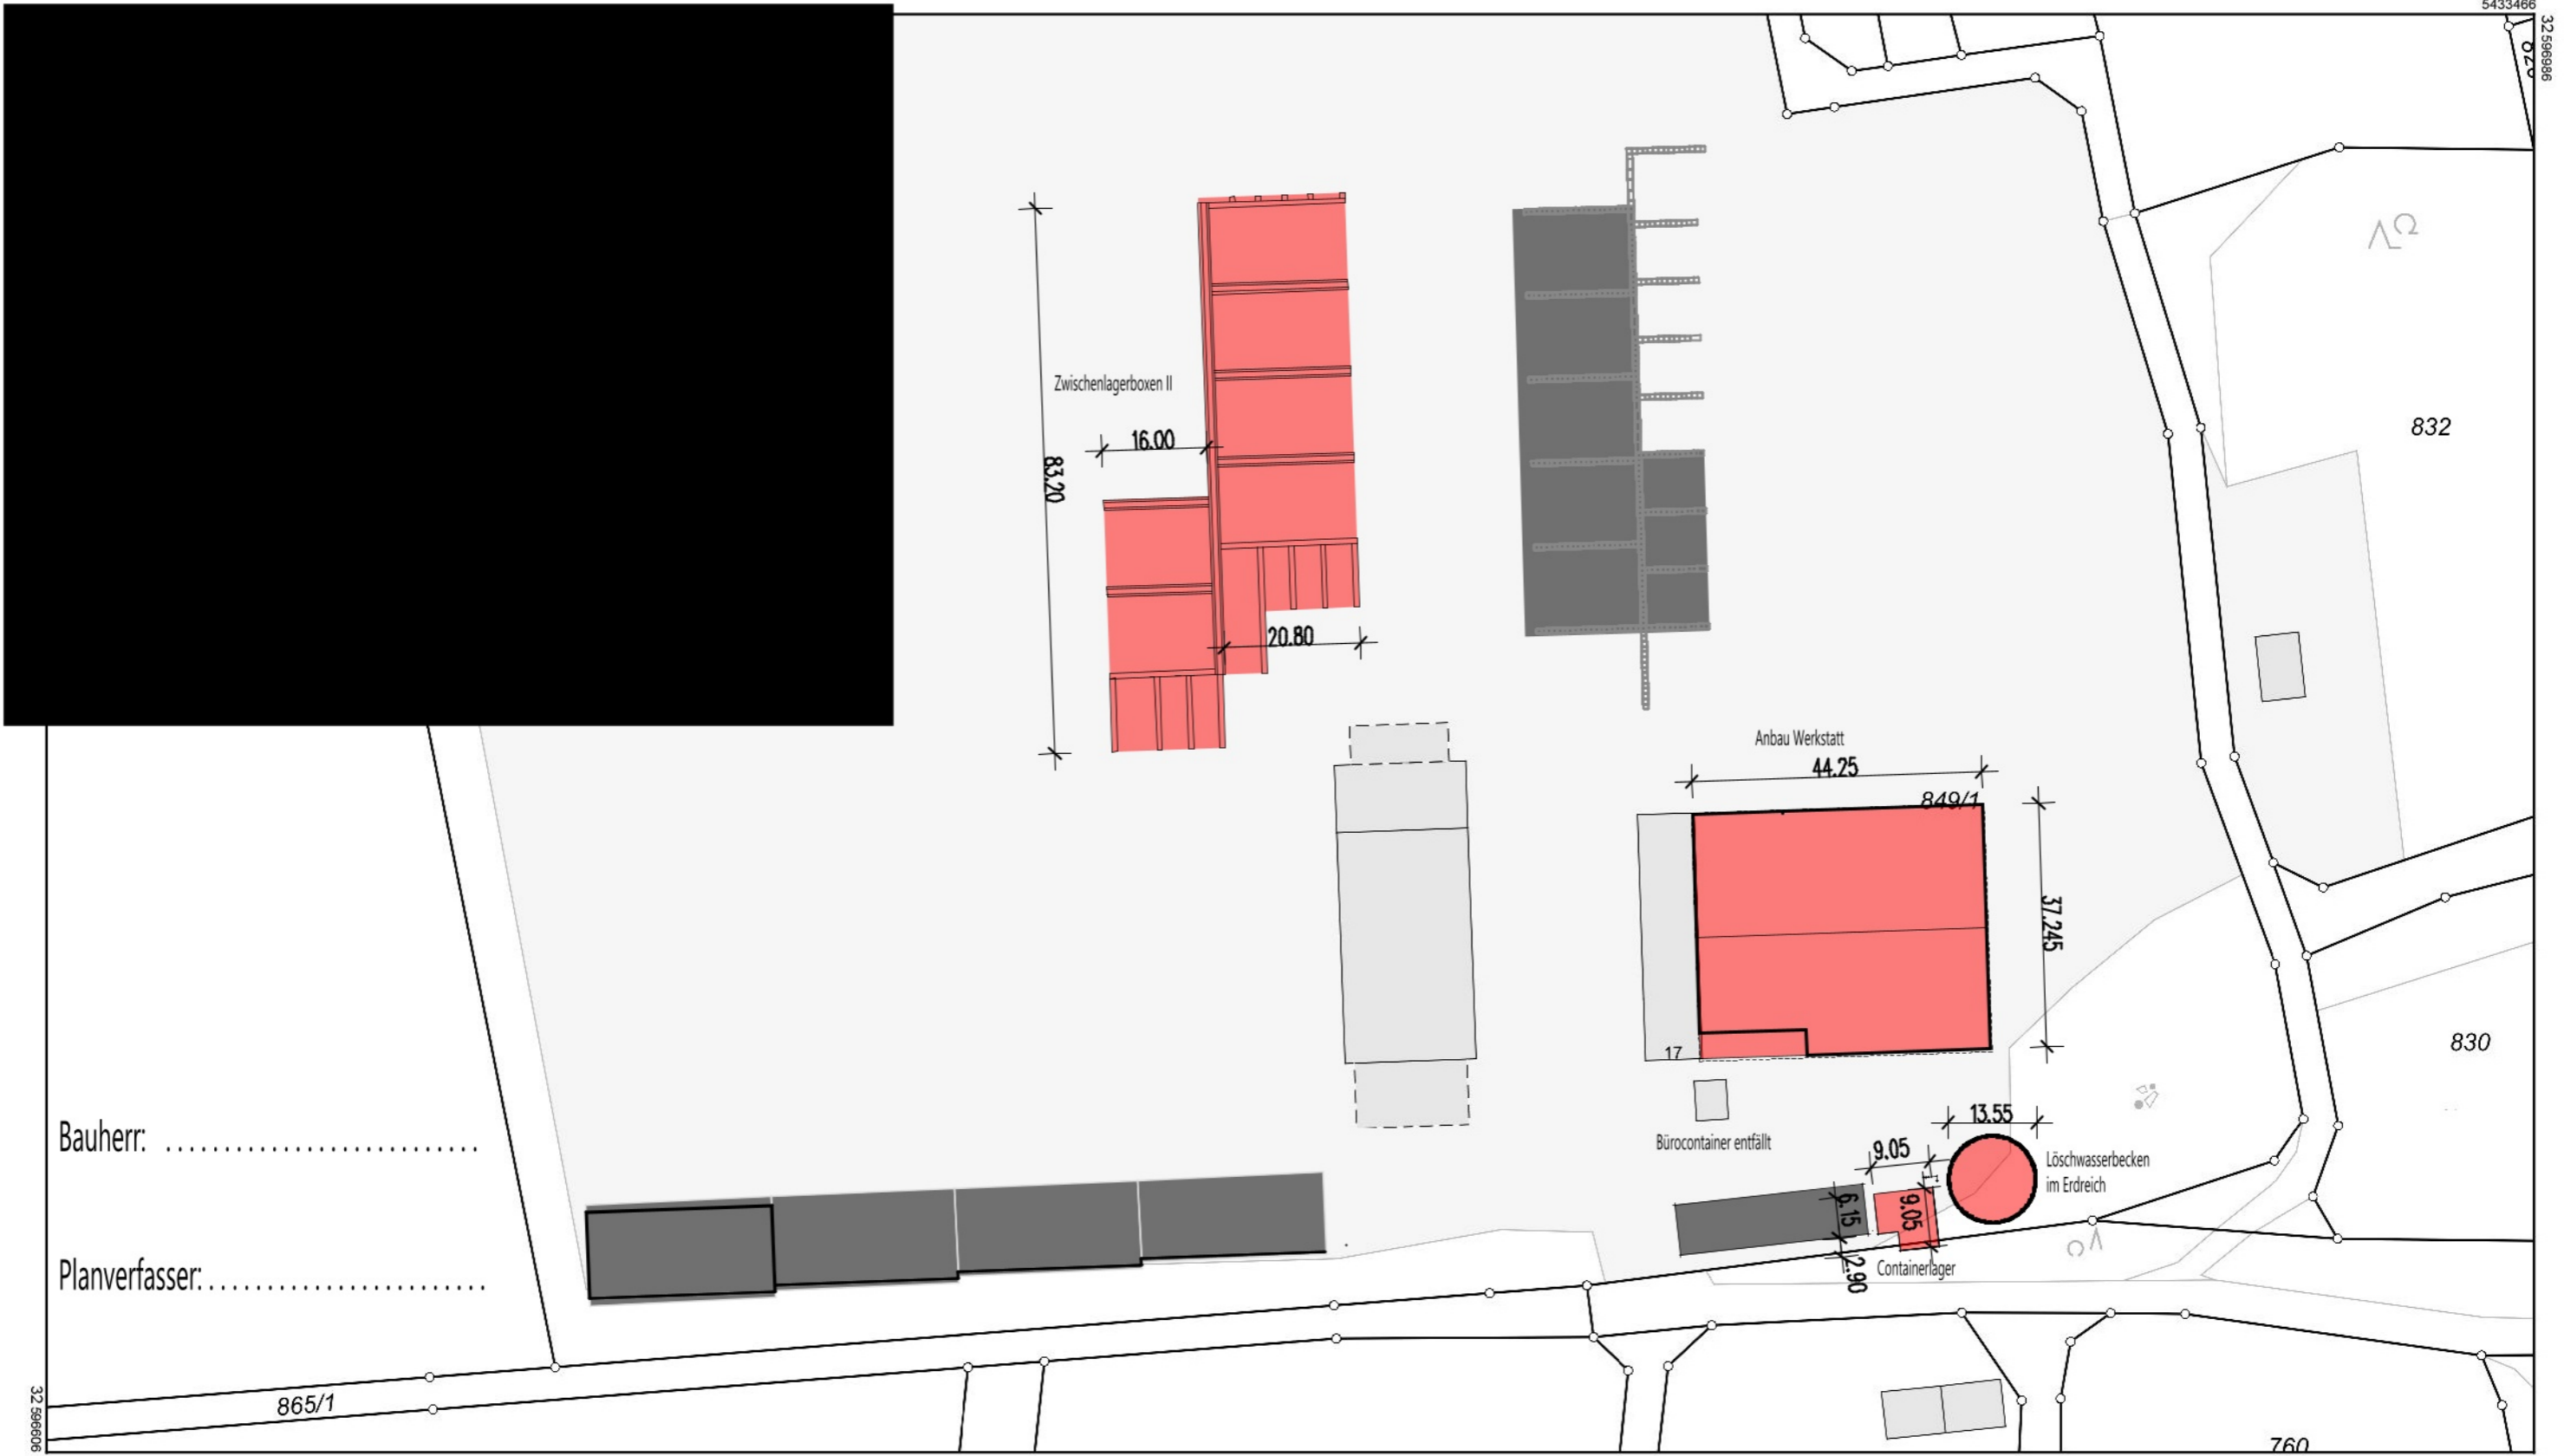 5433466
32 596986
832
Zwischenlagerboxen II
16.00
83.20
20.80
Anbau Werkstatt
44.25
849/1
37.245
17
830
Bürocontainer entfällt
13.55
9.05
Löschwasserbecken
im Erdreich
6.15
9.05
2.90
Containerlager
Bauherr: ...........................
Planverfasser: ........................
865/1
32 596606
760